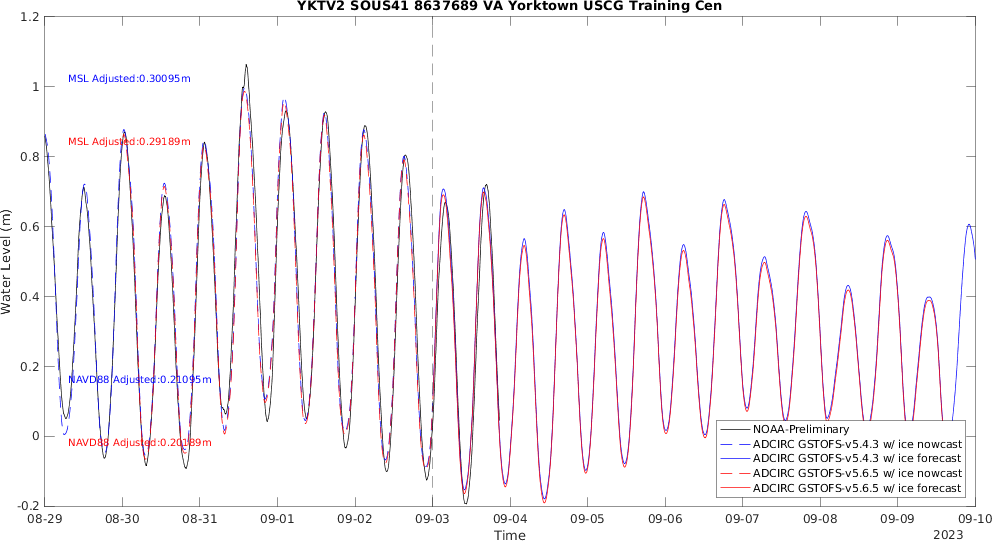 YKTV2 SOUS41 8637689 VA Yorktown USCG Training Cen
1.2
1
0.8
0.6
0.4
0.2
0
-0.2
Water Level (m)
MSL Adjusted:0.30095m
MSL Adjusted:0.29189m
NAVD88 Adjusted:0.21095m
NAVD88 Adjusted:0.20189m
NOAA-Preliminary
ADCIRC GSTOFS-v5.4.3 w/ ice nowcast
ADCIRC GSTOFS-v5.4.3 w/ ice forecast
ADCIRC GSTOFS-v5.6.5 w/ ice nowcast
ADCIRC GSTOFS-v5.6.5 w/ ice forecast
08-29 08-30 08-31 09-01 09-02 09-03 09-04 09-05 09-06 09-07 09-08 09-09 09-10
Time
2023